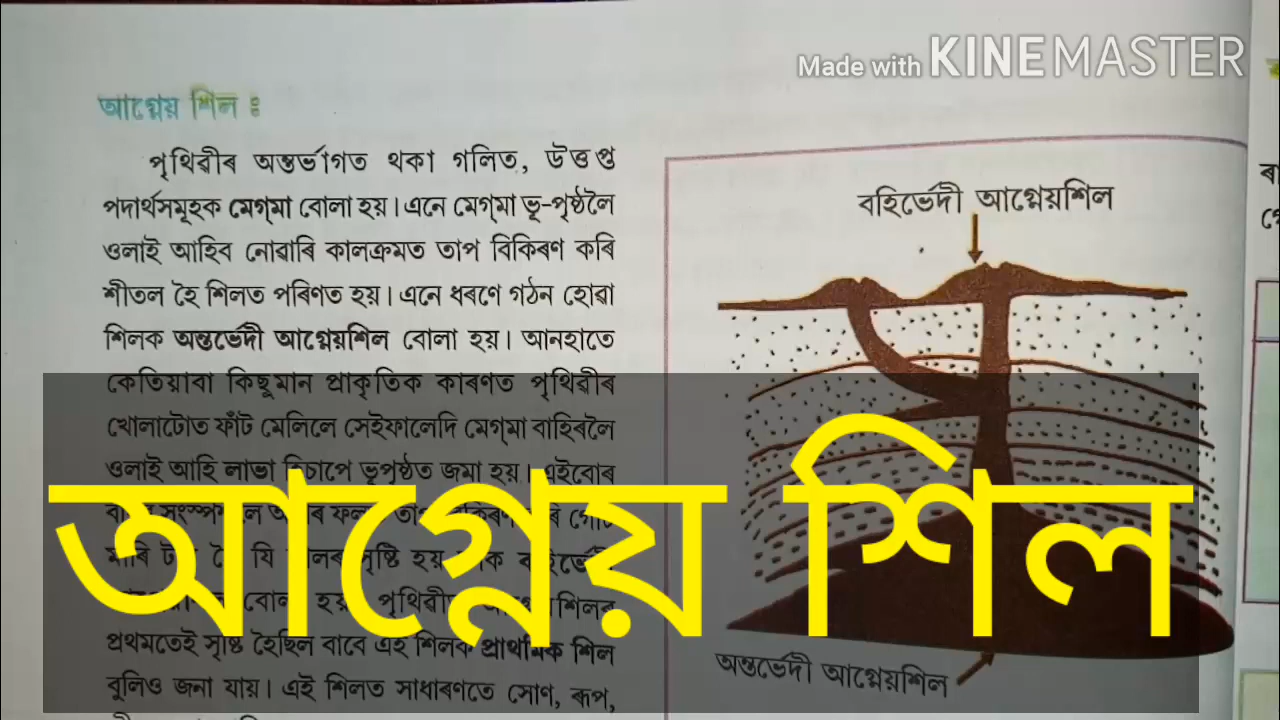 Made with KINEMASTER
আগ্নেয় শিল ঃ
পৃথিৱীৰ অন্তৰ্ভাগত থকা গলিত, উত্তপ্ত
পদাৰ্থসমূহক মেগ্‌মা বোলা হয়। এনে মেগ্‌মা ভূ-পৃষ্ঠলৈ
ওলাই আহিব নোৱাৰি কালক্ৰমত তাপ বিকিৰণ কৰি
শীতল হৈ শিলত পৰিণত হয়। এনে ধৰণে গঠন হোৱা
শিলক অন্তৰ্ভেদী আগ্নেয়শিল বোলা হয়। আনহাতে
কেতিয়াবা কিছুমান প্ৰাকৃতিক কাৰণত পৃথিৱীৰ
খোলাটোত ফাঁট মেলিলে সেইফালেদি মেগ্‌মা বাহিৰলৈ
ওলাই আহি লাভা হিচাপে ভূপৃষ্ঠত জমা হয়। এইবোৰ
যি সৃষ্টি হয়
বোলা হয় পৃথিৱীৰ শিলৰ
প্ৰথমতেই সৃষ্টি হৈছিল বাবে এই শিলক প্ৰাথমিক শিল
বুলিও জনা যায়। এই শিলত সাধাৰণতে সোণ, ৰূপ,
বহিৰ্ভেদী আগ্নেয়শিল
অন্তৰ্ভেদী আগ্নেয়শিল
আগ্নেয় শিল